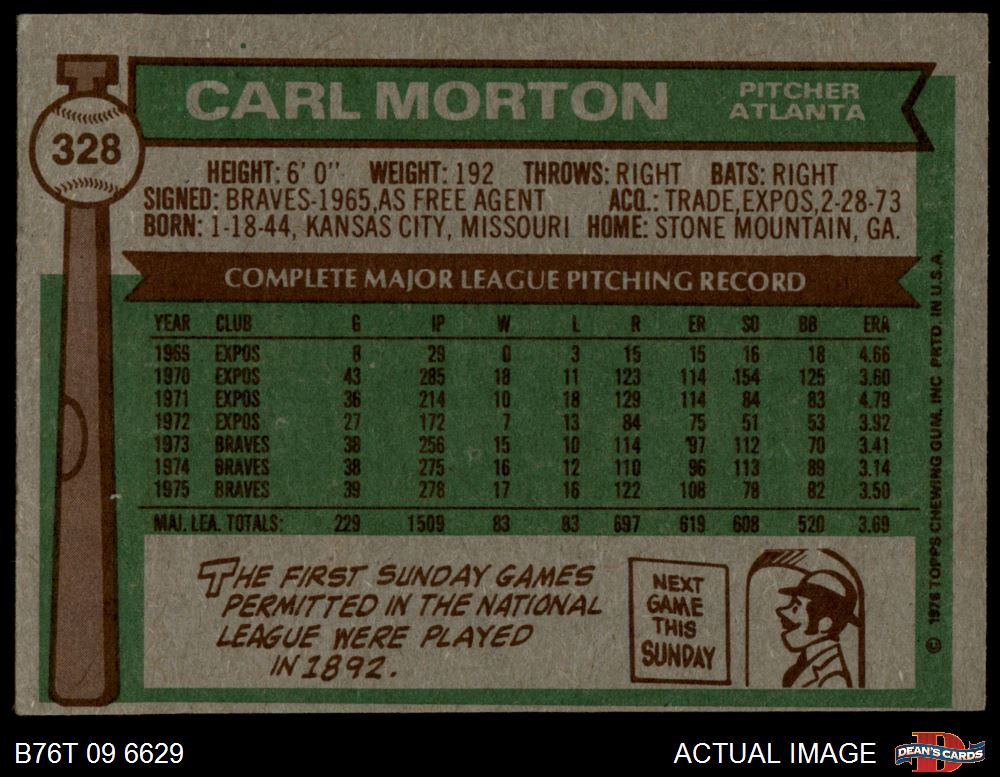 CARL MORTON
PITCHER
ATLANTA
328
HEIGHT: 6' 0" WEIGHT: 192 THROWS: RIGHT BATS: RIGHT
SIGNED: BRAVES-1965, AS FREE AGENT ACQ.: TRADE, EXPOS, 2-28-73
BORN: 1-18-44, KANSAS CITY, MISSOURI HOME: STONE MOUNTAIN, GA.
COMPLETE MAJOR LEAGUE PITCHING RECORD
YEAR CLUB G IP W L R ER SO BB ERA
1969 EXPOS 8 29 0 3 15 15 16 18 4.66
1970 EXPOS 43 285 18 11 123 114 154 125 3.60
1971 EXPOS 36 214 10 18 129 114 84 83 4.79
1972 EXPOS 27 172 7 13 84 75 51 53 3.92
1973 BRAVES 38 256 15 10 114 97 112 70 3.41
1974 BRAVES 38 275 16 12 110 96 113 89 3.14
1975 BRAVES 39 278 17 16 122 108 78 82 3.50
MAJ. LEA. TOTALS: 229 1509 83 83 697 619 608 520 3.69
THE FIRST SUNDAY GAMES
PERMITTED IN THE NATIONAL
LEAGUE WERE PLAYED
IN 1892.
NEXT
GAME
THIS
SUNDAY
© 1976 TOPPS CHEWING GUM, INC PRTD. IN U.S.A.
B76T 09 6629
ACTUAL IMAGE
DEAN'S CARDS